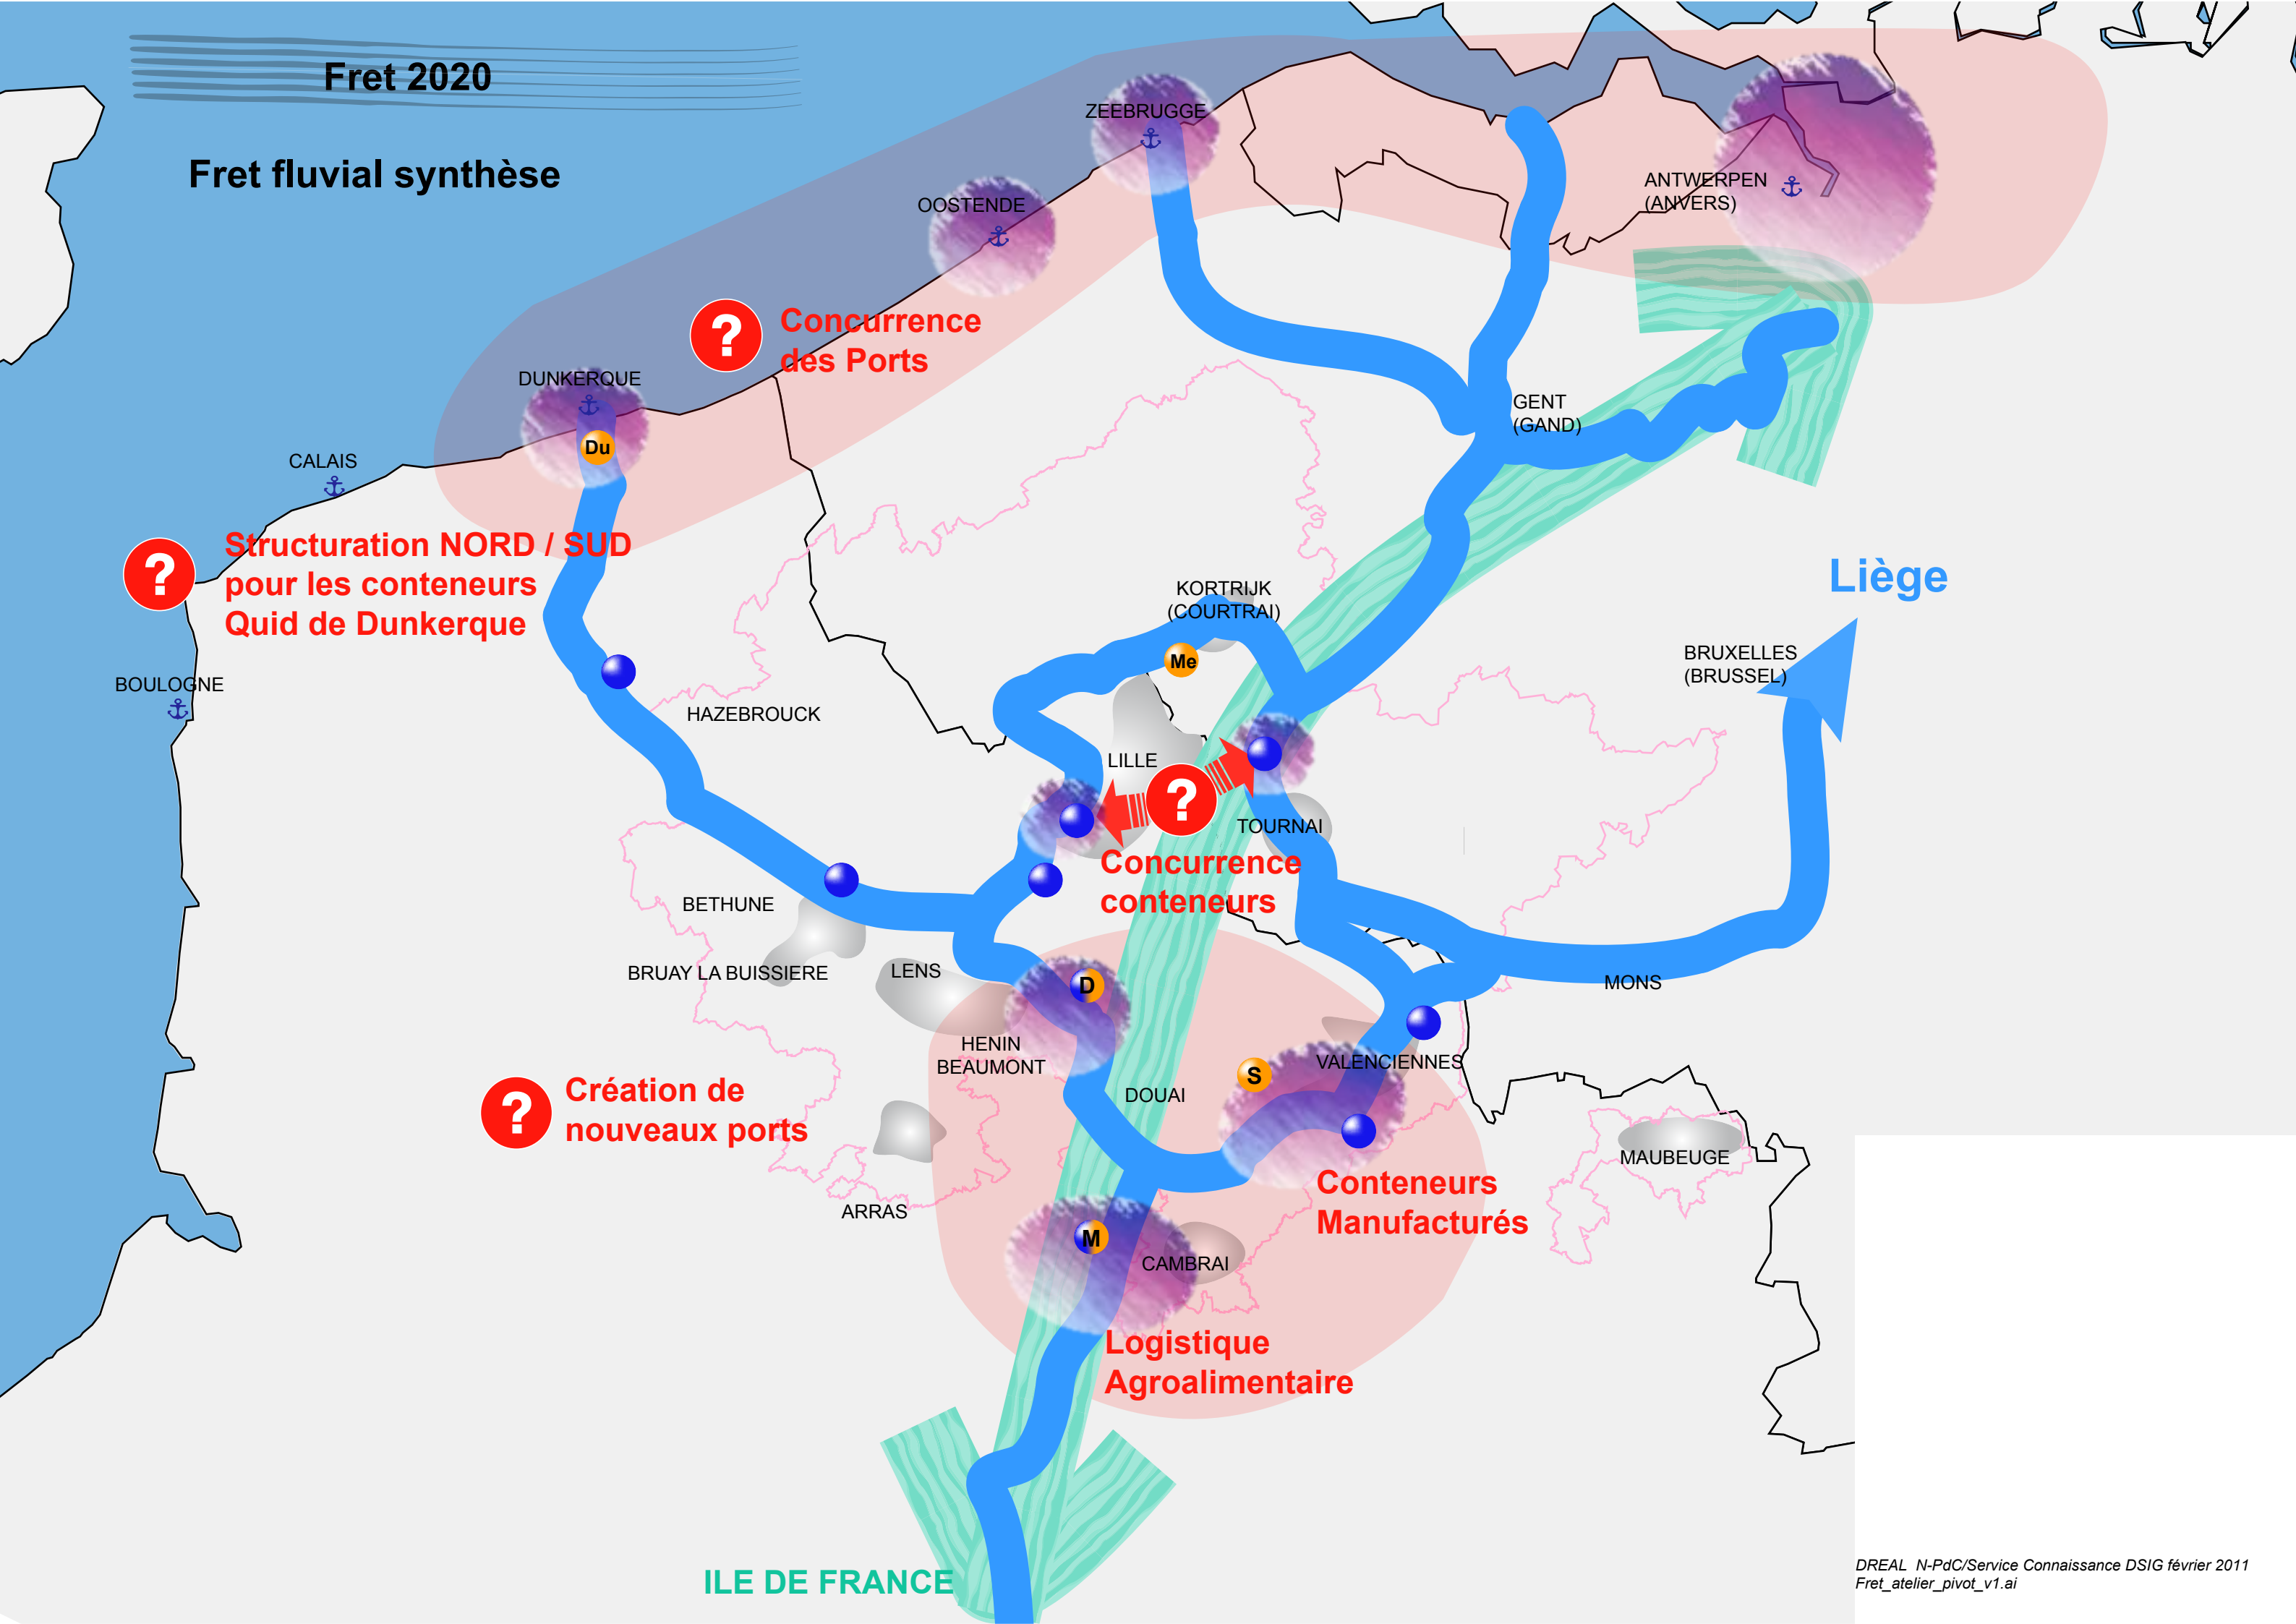 Fret 2020
Fret fluvial synthèse
ZEEBRUGGE
OOSTENDE
ANTWERPEN
(ANVERS)
?
Concurrence
des Ports
DUNKERQUE
Du
GENT
(GAND)
CALAIS
?
Structuration NORD / SUD
pour les conteneurs
Quid de Dunkerque
Liège
KORTRIJK
(COURTRAI)
Me
BRUXELLES
(BRUSSEL)
BOULOGNE
HAZEBROUCK
LILLE
?
TOURNAI
Concurrence
conteneurs
BETHUNE
BRUAY LA BUISSIERE
LENS
D
MONS
HENIN
BEAUMONT
VALENCIENNES
S
DOUAI
?
Création de
nouveaux ports
MAUBEUGE
Conteneurs
Manufacturés
ARRAS
M
CAMBRAI
Logistique
Agroalimentaire
ILE DE FRANCE
DREAL  N-PdC/Service Connaissance DSIG février 2011
Fret_atelier_pivot_v1.ai